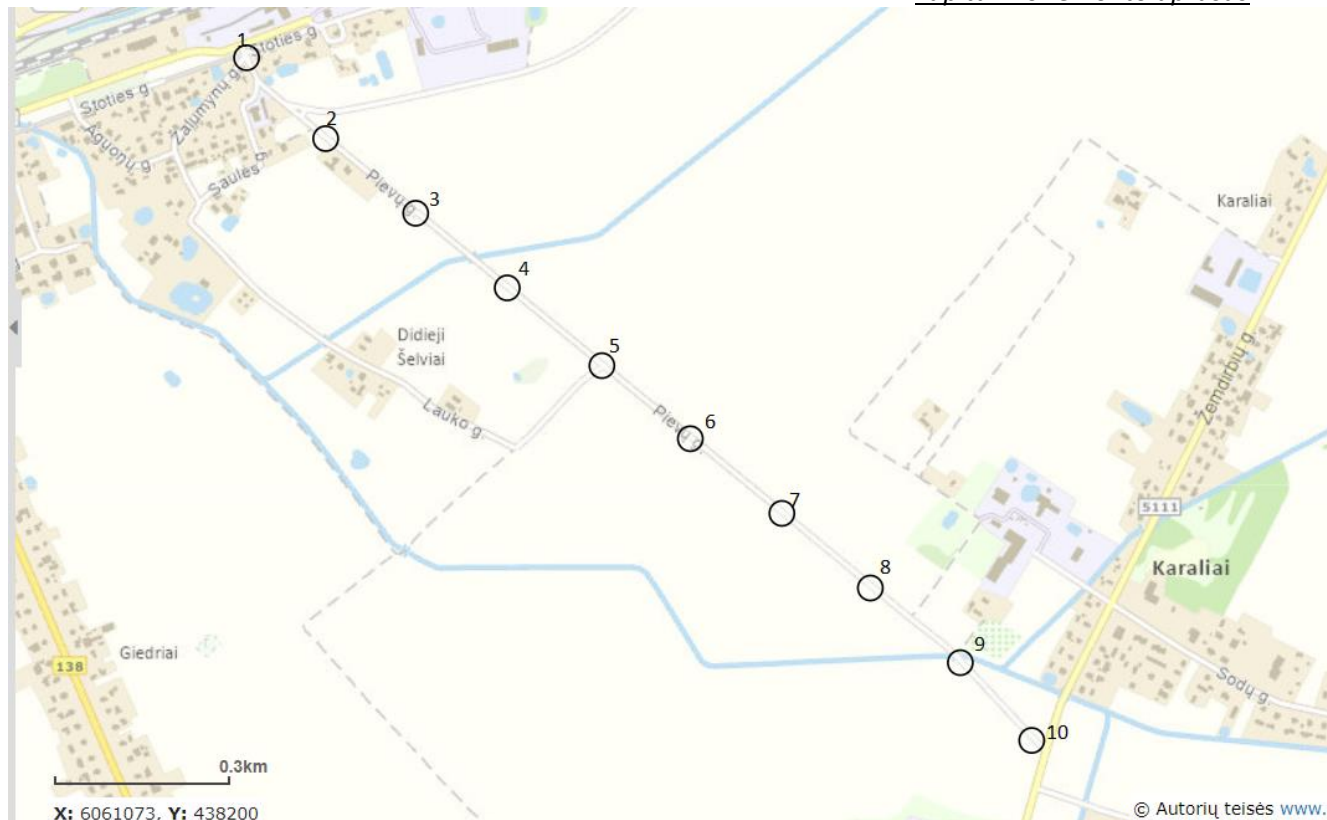 1
Stoties g.
Stoties g.
Žalumynų g.
Aguonų g.
Saulės g.
2
Pievų g.
3
4
Karaliai
Didieji
Šelviai
5
Lauko g.
Pievų g.
6
7
Žemdirbių g.
5111
8
Karaliai
Giedriai
138
9
Sodų g.
10
0.3km
X: 6061073, Y: 438200
© Autorių teisės www.